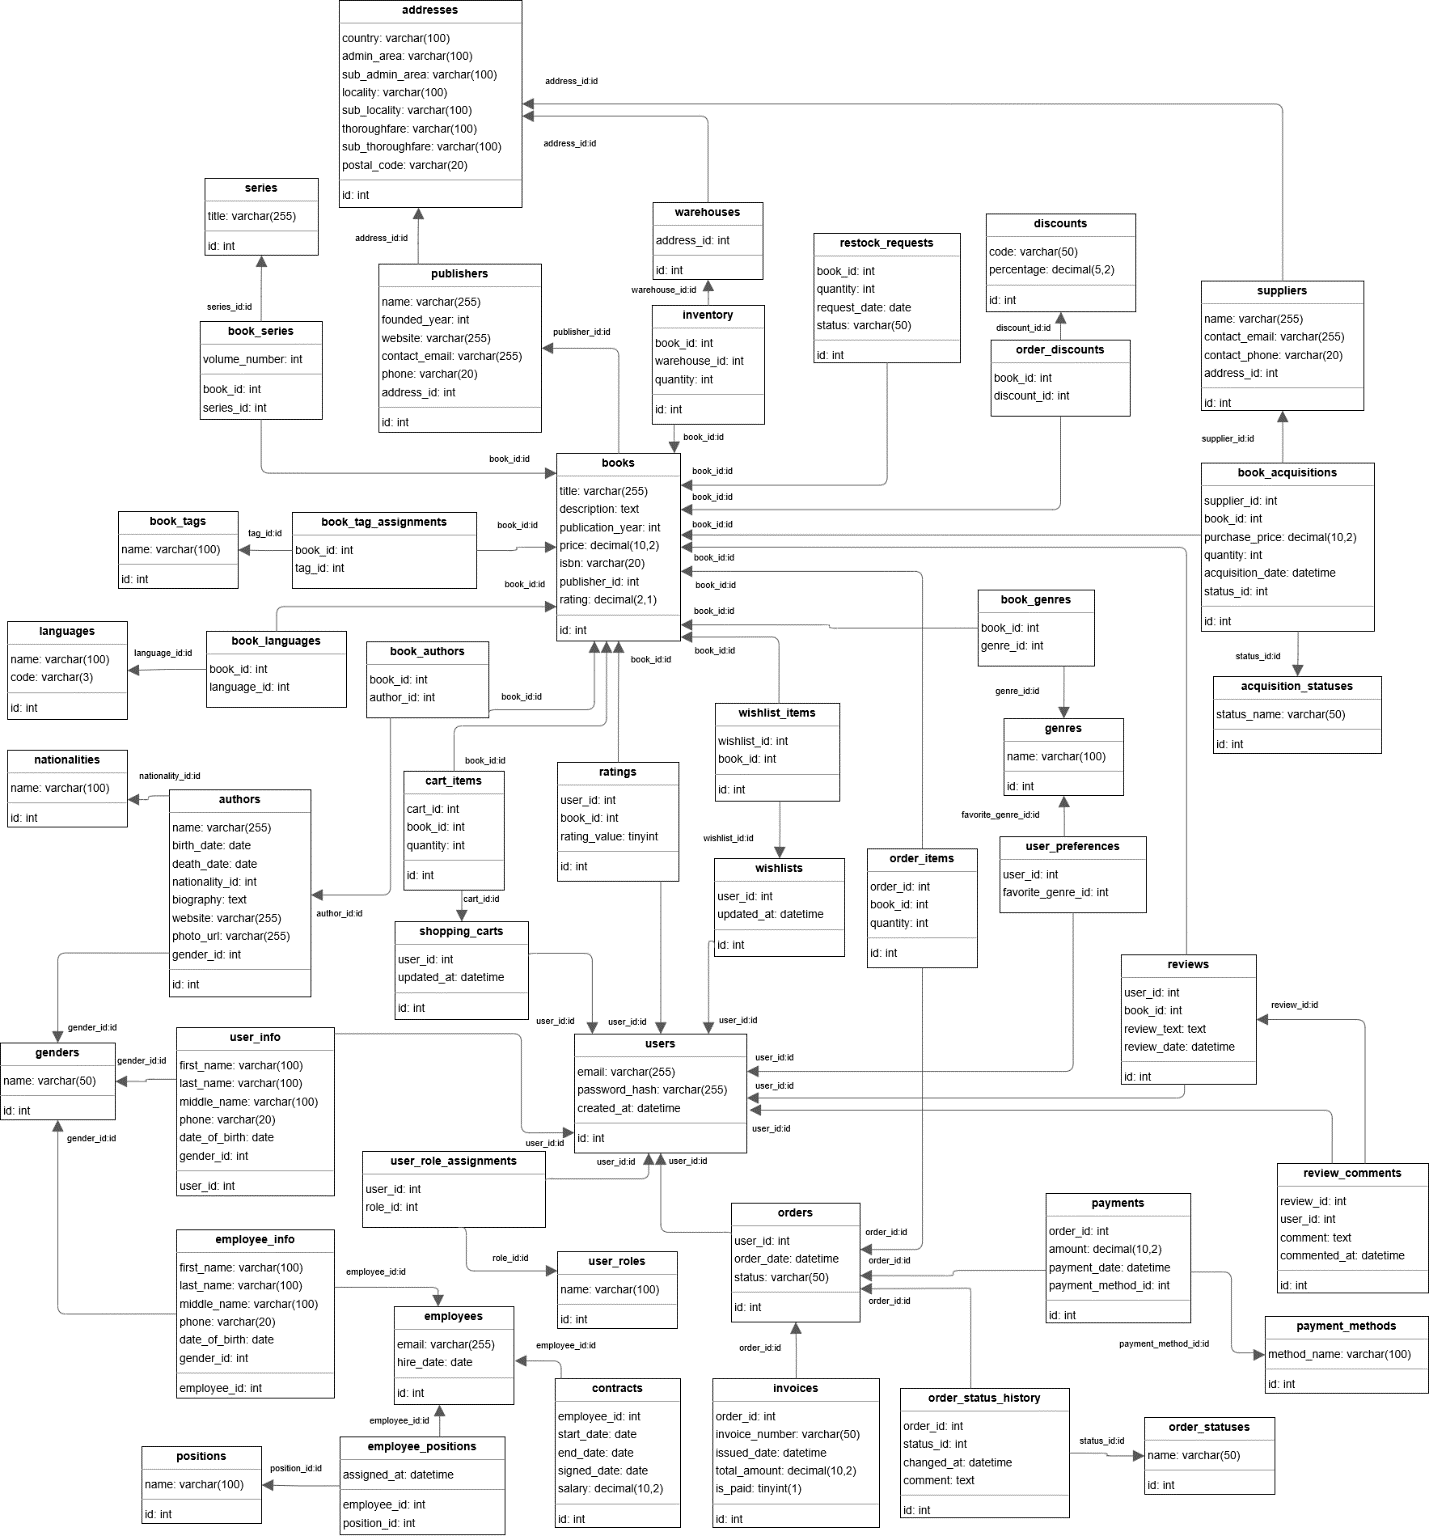 addresses
country: varchar(100)
admin_area: varchar(100)
sub_admin_area: varchar(100)
locality: varchar(100)
sub_locality: varchar(100)
thoroughfare: varchar(100)
sub_thoroughfare: varchar(100)
postal_code: varchar(20)
id: int
address_id:id
address_id:id
address_id:id
series
title: varchar(255)
id: int
series_id:id
book_series
volume_number: int
book_id: int
series_id: int
book_id:id
publishers
name: varchar(255)
founded_year: int
website: varchar(255)
contact_email: varchar(255)
phone: varchar(20)
address_id: int
id: int
publisher_id:id
warehouses
address_id: int
id: int
warehouse_id:id
inventory
book_id: int
warehouse_id: int
quantity: int
id: int
book_id:id
restock_requests
book_id: int
quantity: int
request_date: date
status: varchar(50)
id: int
book_id:id
discounts
code: varchar(50)
percentage: decimal(5,2)
id: int
discount_id:id
order_discounts
book_id: int
discount_id: int
book_id:id
suppliers
name: varchar(255)
contact_email: varchar(255)
contact_phone: varchar(20)
address_id: int
id: int
supplier_id:id
book_acquisitions
supplier_id: int
book_id: int
purchase_price: decimal(10,2)
quantity: int
acquisition_date: datetime
status_id: int
id: int
book_id:id
status_id:id
acquisition_statuses
status_name: varchar(50)
id: int
books
title: varchar(255)
description: text
publication_year: int
price: decimal(10,2)
isbn: varchar(20)
publisher_id: int
rating: decimal(2,1)
id: int
book_id:id
book_id:id
book_id:id
book_id:id
book_id:id
book_tags
name: varchar(100)
id: int
tag_id:id
book_tag_assignments
book_id: int
tag_id: int
book_id:id
book_id:id
languages
name: varchar(100)
code: varchar(3)
id: int
language_id:id
book_languages
book_id: int
language_id: int
book_authors
book_id: int
author_id: int
book_id:id
book_genres
book_id: int
genre_id: int
genre_id:id
genres
name: varchar(100)
id: int
favorite_genre_id:id
user_preferences
user_id: int
favorite_genre_id: int
nationalities
name: varchar(100)
id: int
nationality_id:id
authors
name: varchar(255)
birth_date: date
death_date: date
nationality_id: int
biography: text
website: varchar(255)
photo_url: varchar(255)
gender_id: int
id: int
author_id:id
gender_id:id
book_id:id
cart_items
cart_id: int
book_id: int
quantity: int
id: int
cart_id:id
shopping_carts
user_id: int
updated_at: datetime
id: int
user_id:id
ratings
user_id: int
book_id: int
rating_value: tinyint
id: int
user_id:id
wishlist_items
wishlist_id: int
book_id: int
id: int
wishlist_id:id
wishlists
user_id: int
updated_at: datetime
id: int
user_id:id
order_items
order_id: int
book_id: int
quantity: int
id: int
reviews
user_id: int
book_id: int
review_text: text
review_date: datetime
id: int
review_id:id
genders
name: varchar(50)
id: int
gender_id:id
gender_id:id
user_info
first_name: varchar(100)
last_name: varchar(100)
middle_name: varchar(100)
phone: varchar(20)
date_of_birth: date
gender_id: int
user_id: int
user_id:id
users
email: varchar(255)
password_hash: varchar(255)
created_at: datetime
id: int
user_id:id
user_id:id
user_id:id
user_id:id
user_id:id
user_role_assignments
user_id: int
role_id: int
role_id:id
user_roles
name: varchar(100)
id: int
review_comments
review_id: int
user_id: int
comment: text
commented_at: datetime
id: int
orders
user_id: int
order_date: datetime
status: varchar(50)
id: int
order_id:id
order_id:id
order_id:id
order_id:id
payments
order_id: int
amount: decimal(10,2)
payment_date: datetime
payment_method_id: int
id: int
payment_method_id:id
payment_methods
method_name: varchar(100)
id: int
employee_info
first_name: varchar(100)
last_name: varchar(100)
middle_name: varchar(100)
phone: varchar(20)
date_of_birth: date
gender_id: int
employee_id: int
employee_id:id
employees
email: varchar(255)
hire_date: date
id: int
employee_id:id
employee_id:id
contracts
employee_id: int
start_date: date
end_date: date
signed_date: date
salary: decimal(10,2)
id: int
invoices
order_id: int
invoice_number: varchar(50)
issued_date: datetime
total_amount: decimal(10,2)
is_paid: tinyint(1)
id: int
order_status_history
order_id: int
status_id: int
changed_at: datetime
comment: text
id: int
status_id:id
order_statuses
name: varchar(50)
id: int
positions
name: varchar(100)
id: int
position_id:id
employee_positions
assigned_at: datetime
employee_id: int
position_id: int